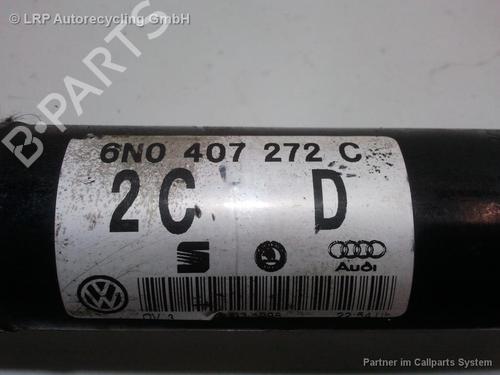 © LRP Autorecycling GmbH
B-PARTS
6N0 407 272 C
2C D
Audi
Partner im Callparts System